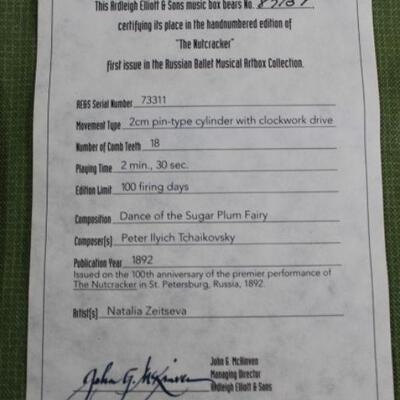 This Ardleigh Elliott & Sons music box bears No.
certifying its place in the handnumbered edition of
"The Nutcracker"
first issue in the Russian Ballet Musical Artbox Collection.
AE&S Serial Number 73311
Movement Type 2cm pin-type cylinder with clockwork drive
Number of Comb Teeth 18
Playing Time 2 min., 30 sec.
Edition Limit 100 firing days
Composition Dance of the Sugar Plum Fairy
Composer(s) Peter Ilyich Tchaikovsky
Publication Year 1892
Issued on the 100th anniversary of the premier performance of
The Nutcracker in St. Petersburg, Russia, 1892.
Artist(s) Natalia Zeitseva
John G. McKinven
John G. McKinven
Managing Director
Ardleigh Elliott & Sons